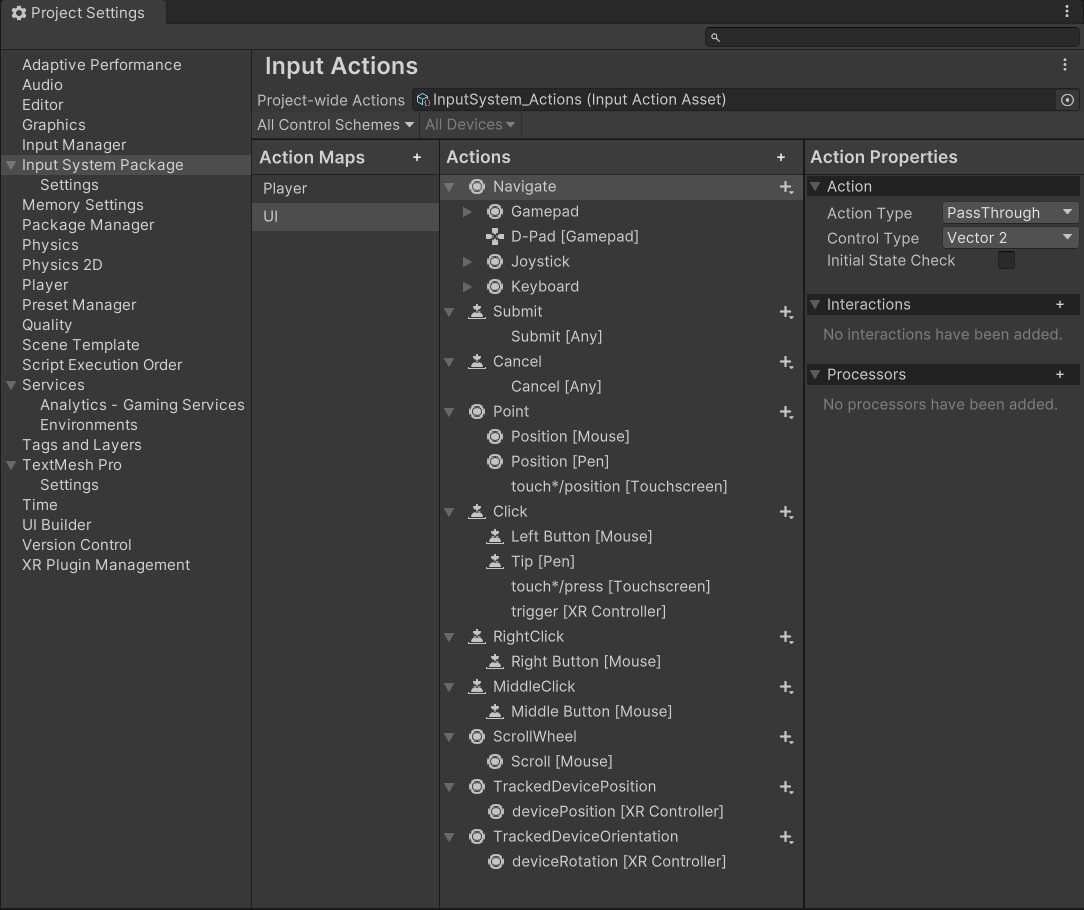 Project Settings
Adaptive Performance
Audio
Editor
Graphics
Input Manager
Input System Package
Settings
Memory Settings
Package Manager
Physics
Physics 2D
Player
Preset Manager
Quality
Scene Template
Script Execution Order
Services
Analytics - Gaming Services
Environments
Tags and Layers
TextMesh Pro
Settings
Time
UI Builder
Version Control
XR Plugin Management
Input Actions
Project-wide Actions InputSystem_Actions (Input Action Asset)
All Control Schemes All Devices
Action Maps +
Player
UI
Actions +
Navigate
Gamepad
D-Pad [Gamepad]
Joystick
Keyboard
Submit
Submit [Any]
Cancel
Cancel [Any]
Point
Position [Mouse]
Position [Pen]
touch*/position [Touchscreen]
Click
Left Button [Mouse]
Tip [Pen]
touch*/press [Touchscreen]
trigger [XR Controller]
RightClick
Right Button [Mouse]
MiddleClick
Middle Button [Mouse]
ScrollWheel
Scroll [Mouse]
TrackedDevicePosition
devicePosition [XR Controller]
TrackedDeviceOrientation
deviceRotation [XR Controller]
Action Properties
Action
Action Type PassThrough
Control Type Vector 2
Initial State Check
Interactions +
No interactions have been added.
Processors +
No processors have been added.